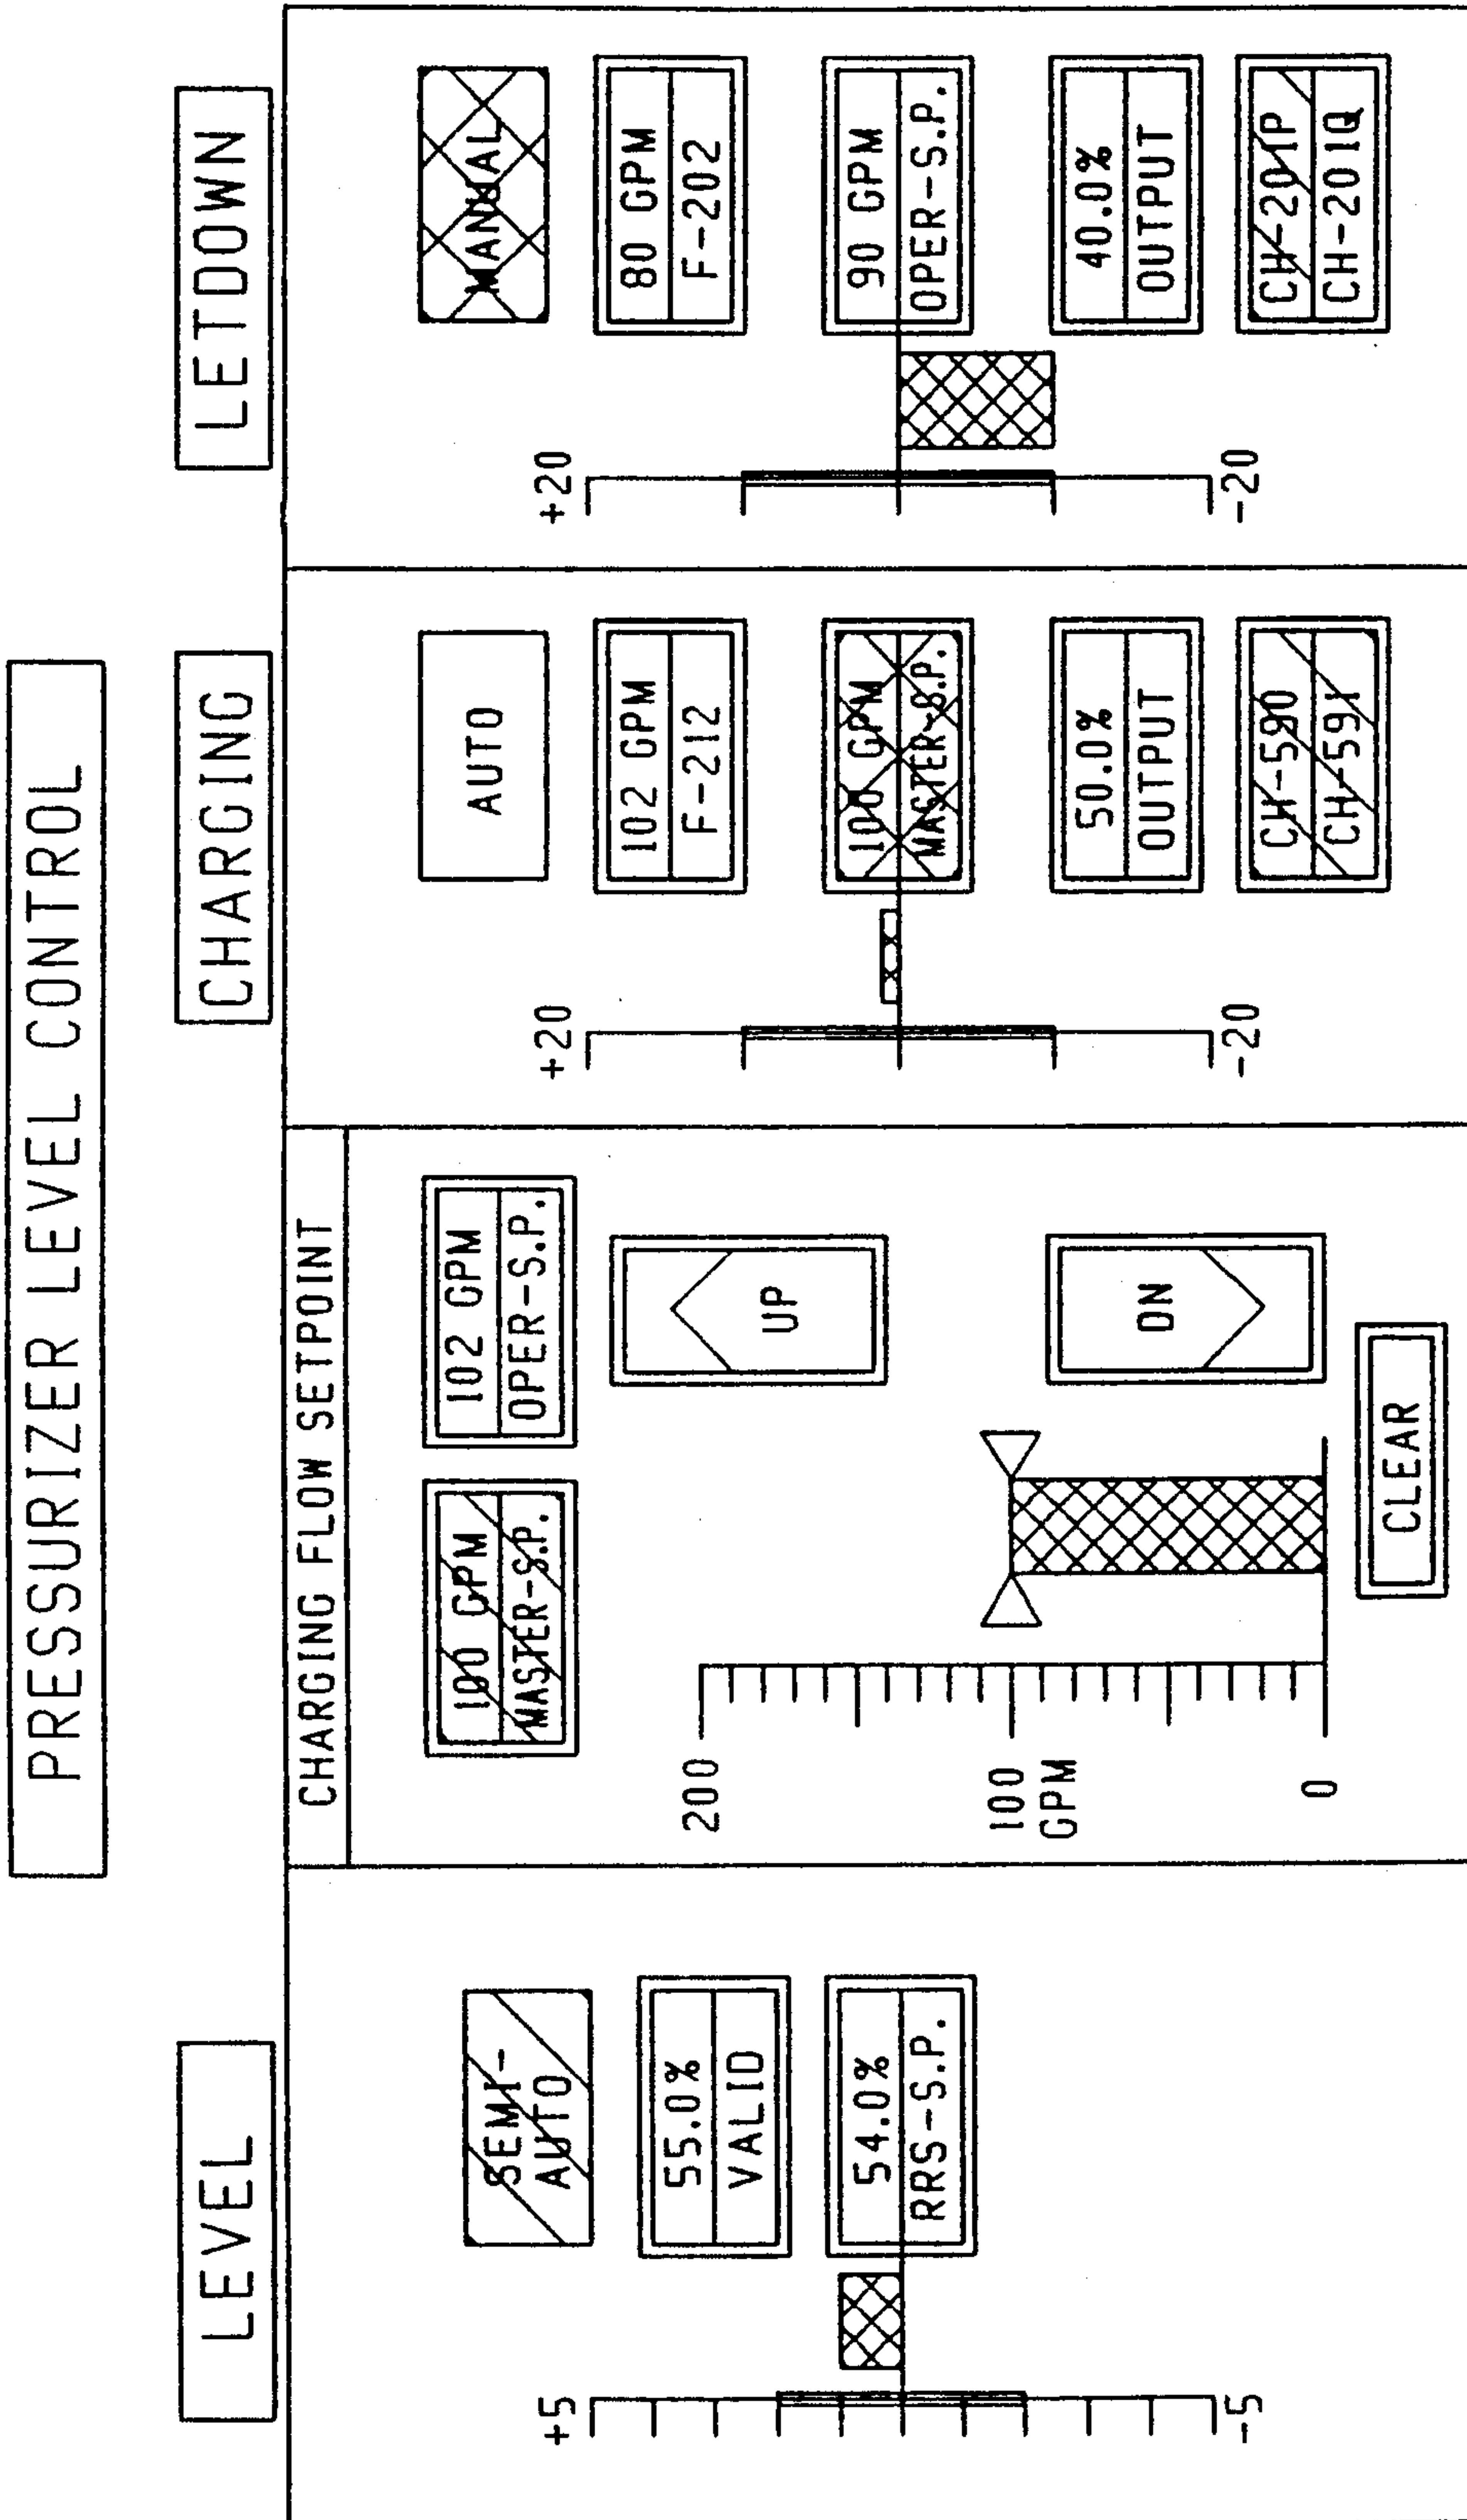 PRESSURIZER LEVEL CONTROL
LEVEL
SEMI-
AUTO
55.0%
VALID
54.0%
RRS-S.P.
+5
-5
CHARGING FLOW SETPOINT
100 GPM
MASTER-S.P.
102 GPM
OPER-S.P.
200
100
GPM
0
UP
DN
CLEAR
CHARGING
AUTO
102 GPM
F-212
100 GPM
MASTER-S.P.
50.0%
OUTPUT
CH-590
CH-591
+20
-20
LETDOWN
MANUAL
80 GPM
F-202
90 GPM
OPER-S.P.
40.0%
OUTPUT
CH-201P
CH-201Q
+20
-20